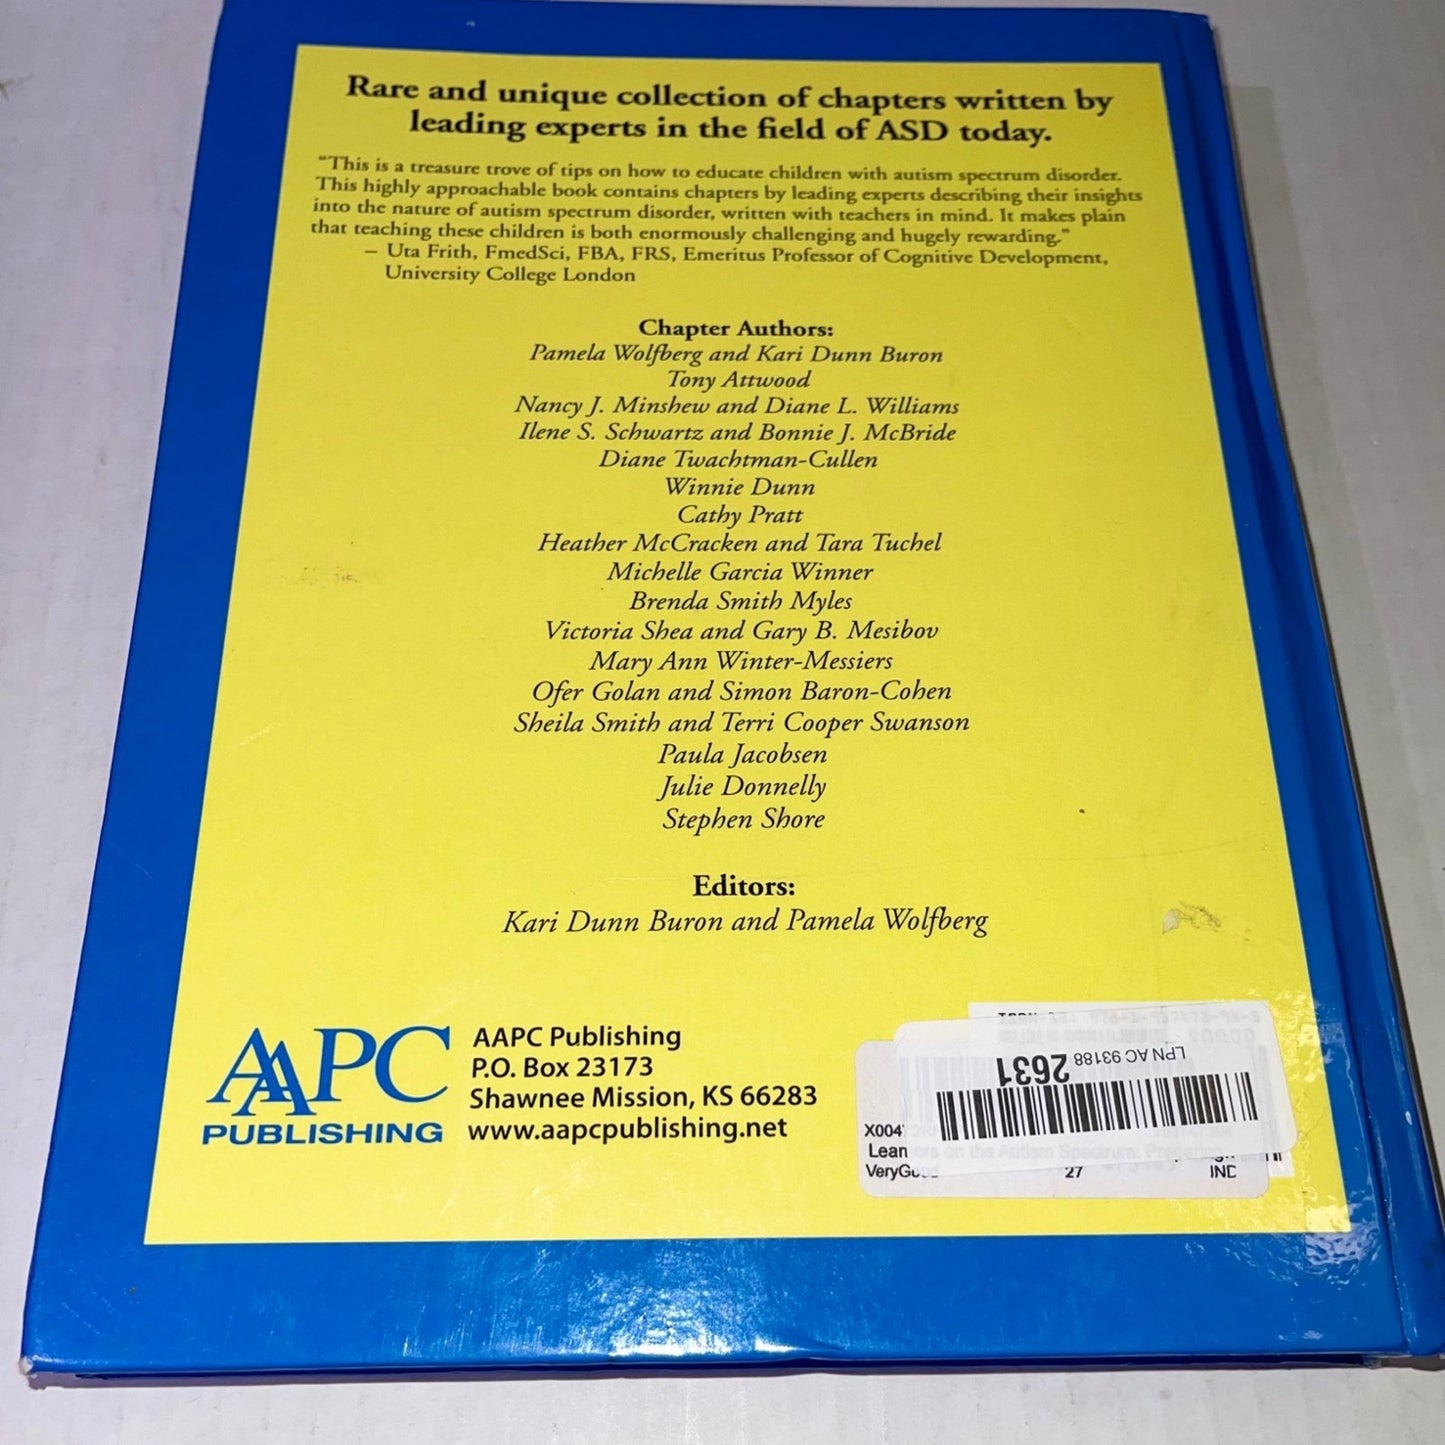 Rare and unique collection of chapters written by
leading experts in the field of ASD today.
“This is a treasure trove of tips on how to educate children with autism spectrum disorder.
This highly approachable book contains chapters by leading experts describing their insights
into the nature of autism spectrum disorder, written with teachers in mind. It makes plain
that teaching these children is both enormously challenging and hugely rewarding.”
– Uta Frith, FmedSci, FBA, FRS, Emeritus Professor of Cognitive Development,
University College London
Chapter Authors:
Pamela Wolfberg and Kari Dunn Buron
Tony Attwood
Nancy J. Minshew and Diane L. Williams
Ilene S. Schwartz and Bonnie J. McBride
Diane Twachtman-Cullen
Winnie Dunn
Cathy Pratt
Heather McCracken and Tara Tuchel
Michelle Garcia Winner
Brenda Smith Myles
Victoria Shea and Gary B. Mesibov
Mary Ann Winter-Messiers
Ofer Golan and Simon Baron-Cohen
Sheila Smith and Terri Cooper Swanson
Paula Jacobsen
Julie Donnelly
Stephen Shore
Editors:
Kari Dunn Buron and Pamela Wolfberg
AAPC
PUBLISHING
AAPC Publishing
P.O. Box 23173
Shawnee Mission, KS 66283
www.aapcpublishing.net
LPN AC 93188 2631
X004
Lean on the Autism Spectrum:
27
INC